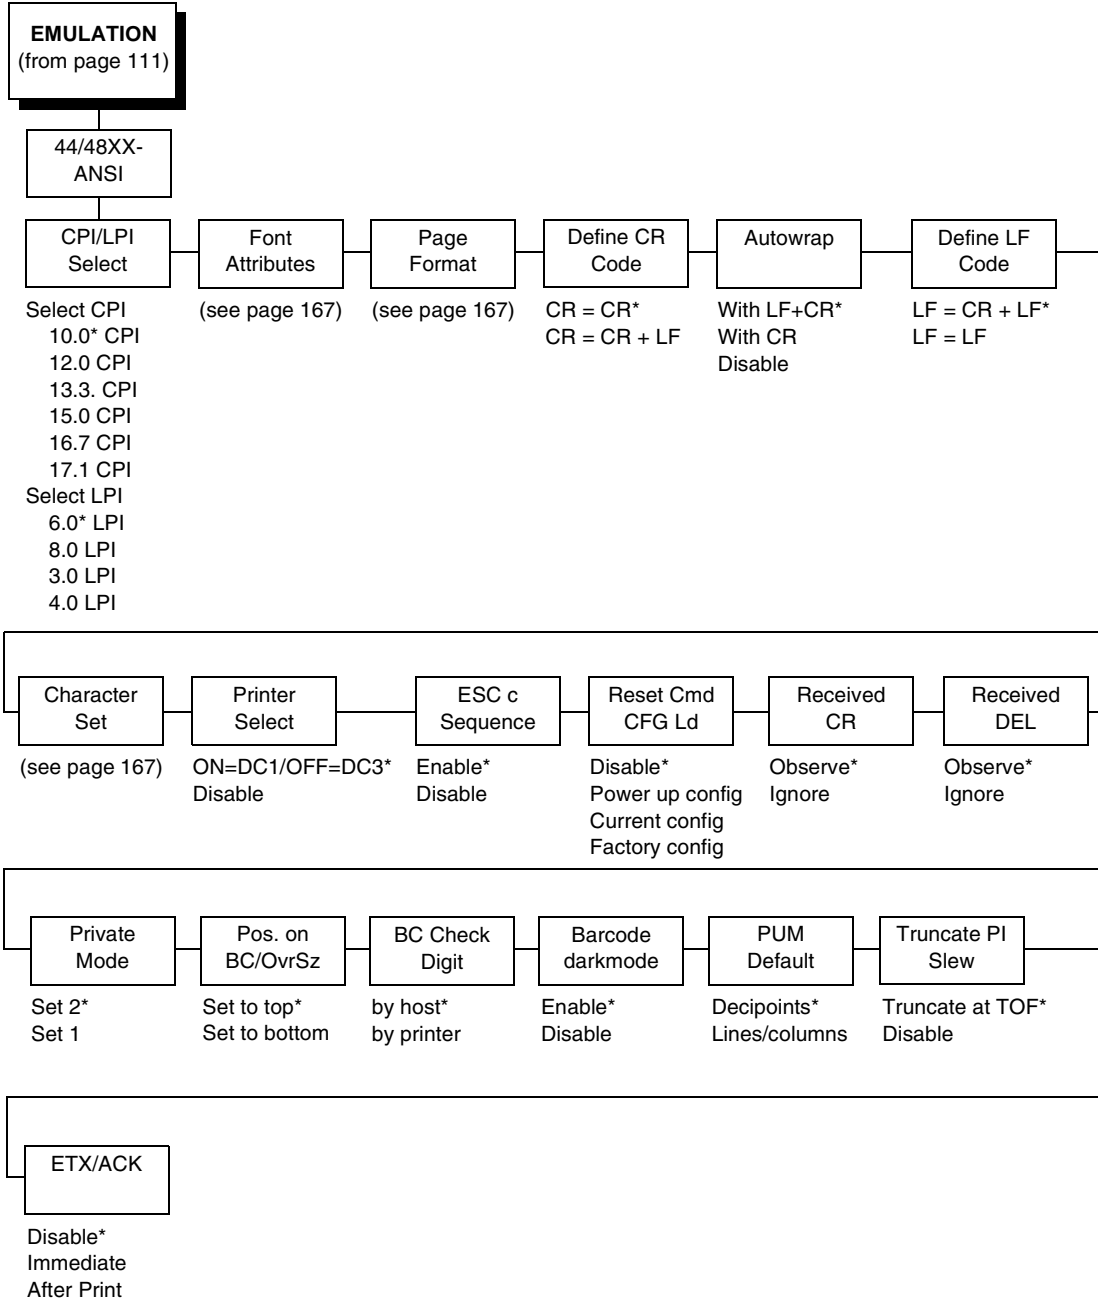 EMULATION
(from page 111)
44/48XX-
ANSI
CPI/LPI
Select
Select CPI
10.0* CPI
12.0 CPI
13.3. CPI
15.0 CPI
16.7 CPI
17.1 CPI
Select LPI
6.0* LPI
8.0 LPI
3.0 LPI
4.0 LPI
Font
Attributes
(see page 167)
Page
Format
(see page 167)
Define CR
Code
CR = CR*
CR = CR + LF
Autowrap
With LF+CR*
With CR
Disable
Define LF
Code
LF = CR + LF*
LF = LF
Character
Set
(see page 167)
Printer
Select
ON=DC1/OFF=DC3*
Disable
ESC c
Sequence
Enable*
Disable
Reset Cmd
CFG Ld
Disable*
Power up config
Current config
Factory config
Received
CR
Observe*
Ignore
Received
DEL
Observe*
Ignore
Private
Mode
Set 2*
Set 1
Pos. on
BC/OvrSz
Set to top*
Set to bottom
BC Check
Digit
by host*
by printer
Barcode
darkmode
Enable*
Disable
PUM
Default
Decipoints*
Lines/columns
Truncate PI
Slew
Truncate at TOF*
Disable
ETX/ACK
Disable*
Immediate
After Print